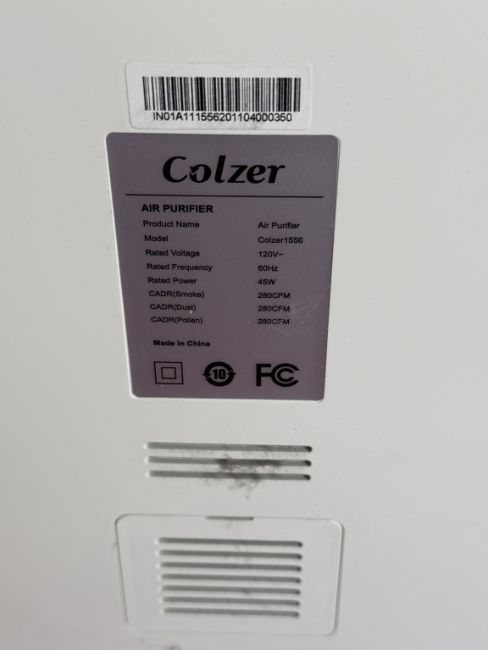 IN01A111556201104000350
Colzer
AIR PURIFIER
Product Name Air Purifier
Model Colzer1556
Rated Voltage 120V~
Rated Frequency 60Hz
Rated Power 45W
CADR(Smoke) 280CFM
CADR(Dust) 280CFM
CADR(Pollen) 280CFM
Made in China
10 FC